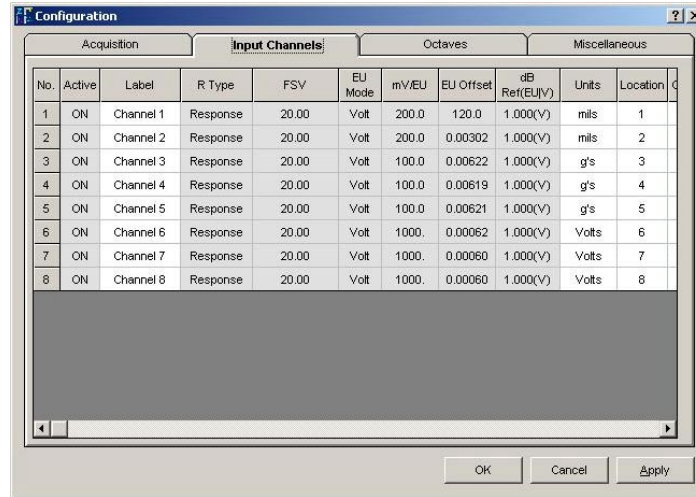 Configuration
Acquisition Input Channels Octaves Miscellaneous
No. Active Label R Type FSV EU Mode mV/EU EU Offset dB Ref(EU|V) Units Location
1 ON Channel 1 Response 20.00 Volt 200.0 120.0 1.000(V) mils 1
2 ON Channel 2 Response 20.00 Volt 200.0 0.00302 1.000(V) mils 2
3 ON Channel 3 Response 20.00 Volt 100.0 0.00622 1.000(V) g's 3
4 ON Channel 4 Response 20.00 Volt 100.0 0.00619 1.000(V) g's 4
5 ON Channel 5 Response 20.00 Volt 100.0 0.00621 1.000(V) g's 5
6 ON Channel 6 Response 20.00 Volt 1000. 0.00062 1.000(V) Volts 6
7 ON Channel 7 Response 20.00 Volt 1000. 0.00060 1.000(V) Volts 7
8 ON Channel 8 Response 20.00 Volt 1000. 0.00060 1.000(V) Volts 8
OK Cancel Apply